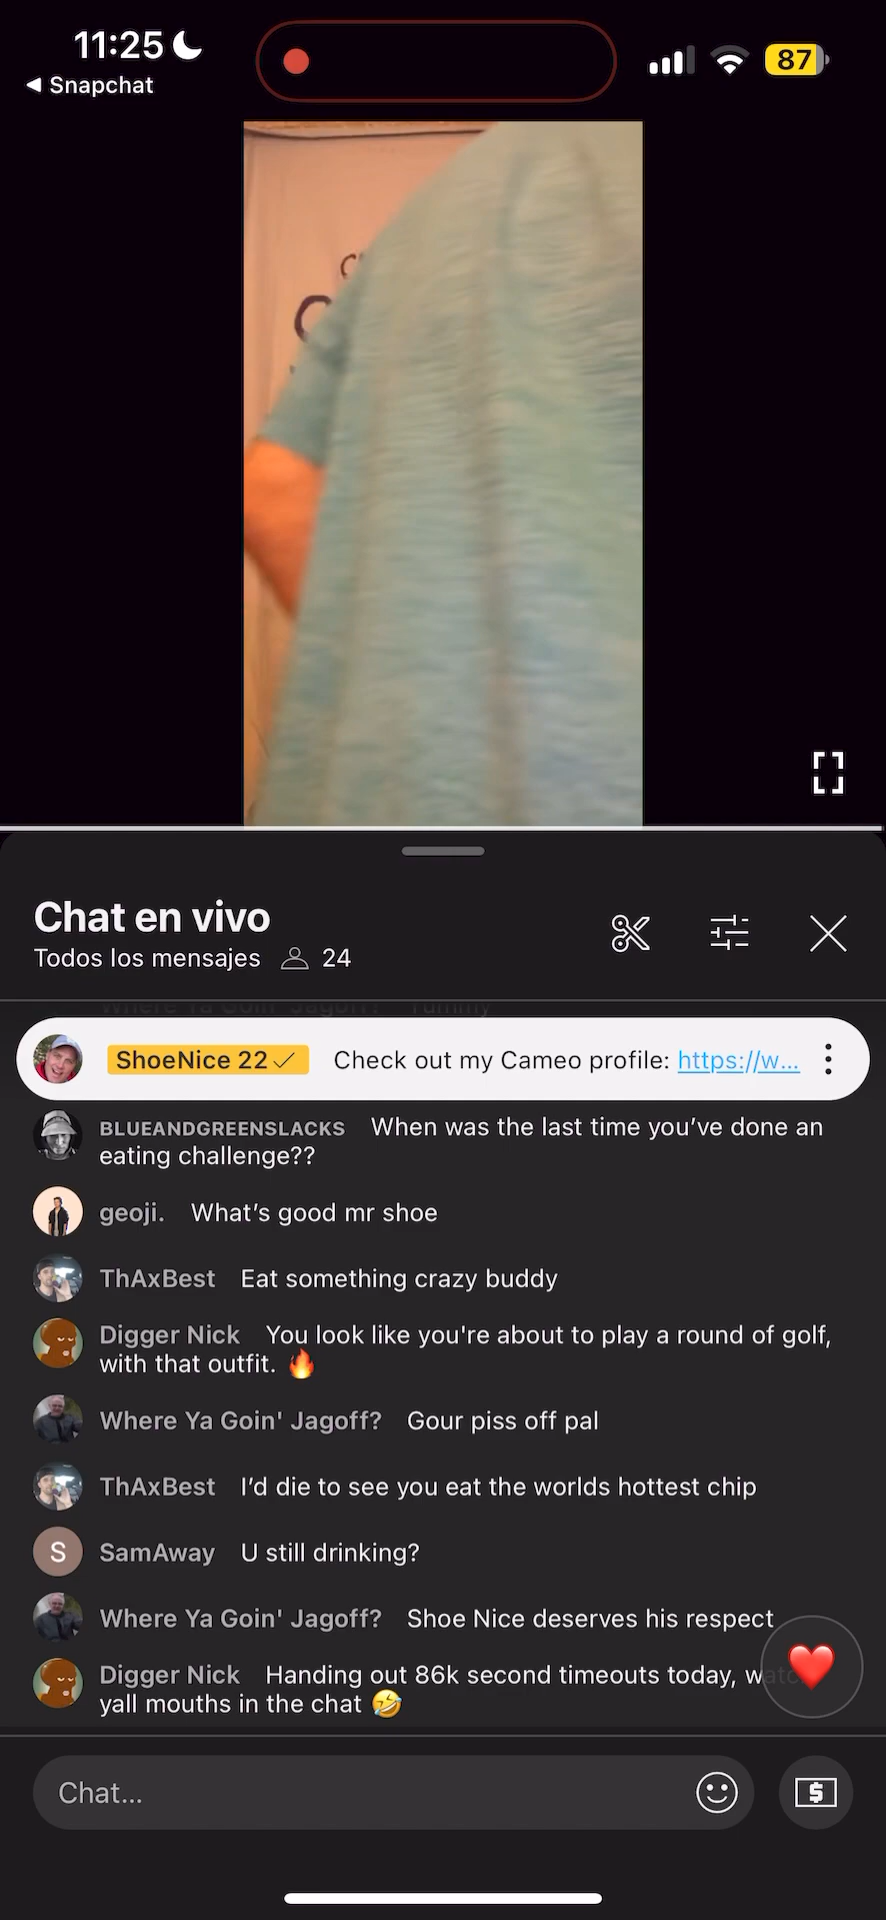 11:25
87
◀ Snapchat
Chat en vivo
Todos los mensajes 24
Where Ya Goin' Jagoff? Yummy
ShoeNice 22 ✓ Check out my Cameo profile: https://w...
BLUEANDGREENSLACKS When was the last time you’ve done an
eating challenge??
geoji. What’s good mr shoe
ThAxBest Eat something crazy buddy
Digger Nick You look like you're about to play a round of golf,
with that outfit. 🔥
Where Ya Goin' Jagoff? Gour piss off pal
ThAxBest I’d die to see you eat the worlds hottest chip
S SamAway U still drinking?
Where Ya Goin' Jagoff? Shoe Nice deserves his respect
Digger Nick Handing out 86k second timeouts today, watch
yall mouths in the chat 🤣
Chat...